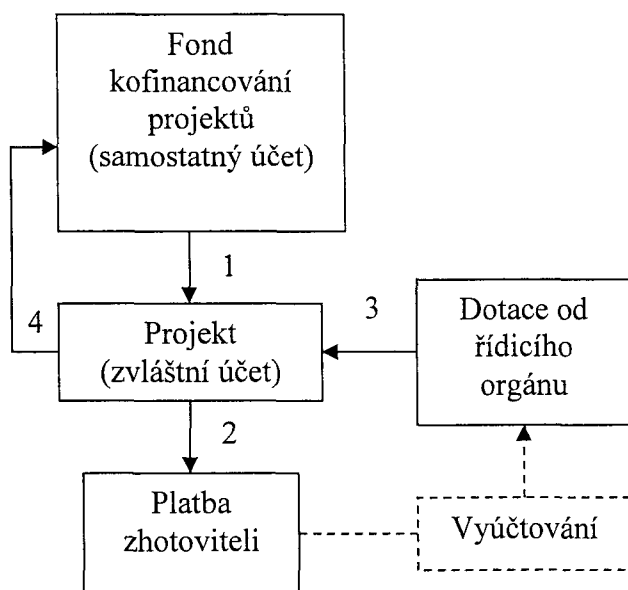 Fond
kofinancování
projektů
(samostatný účet)
1
4
Projekt
(zvláštní účet)
3
Dotace od
řídicího
orgánu
2
Platba
zhotoviteli
Vyúčtování